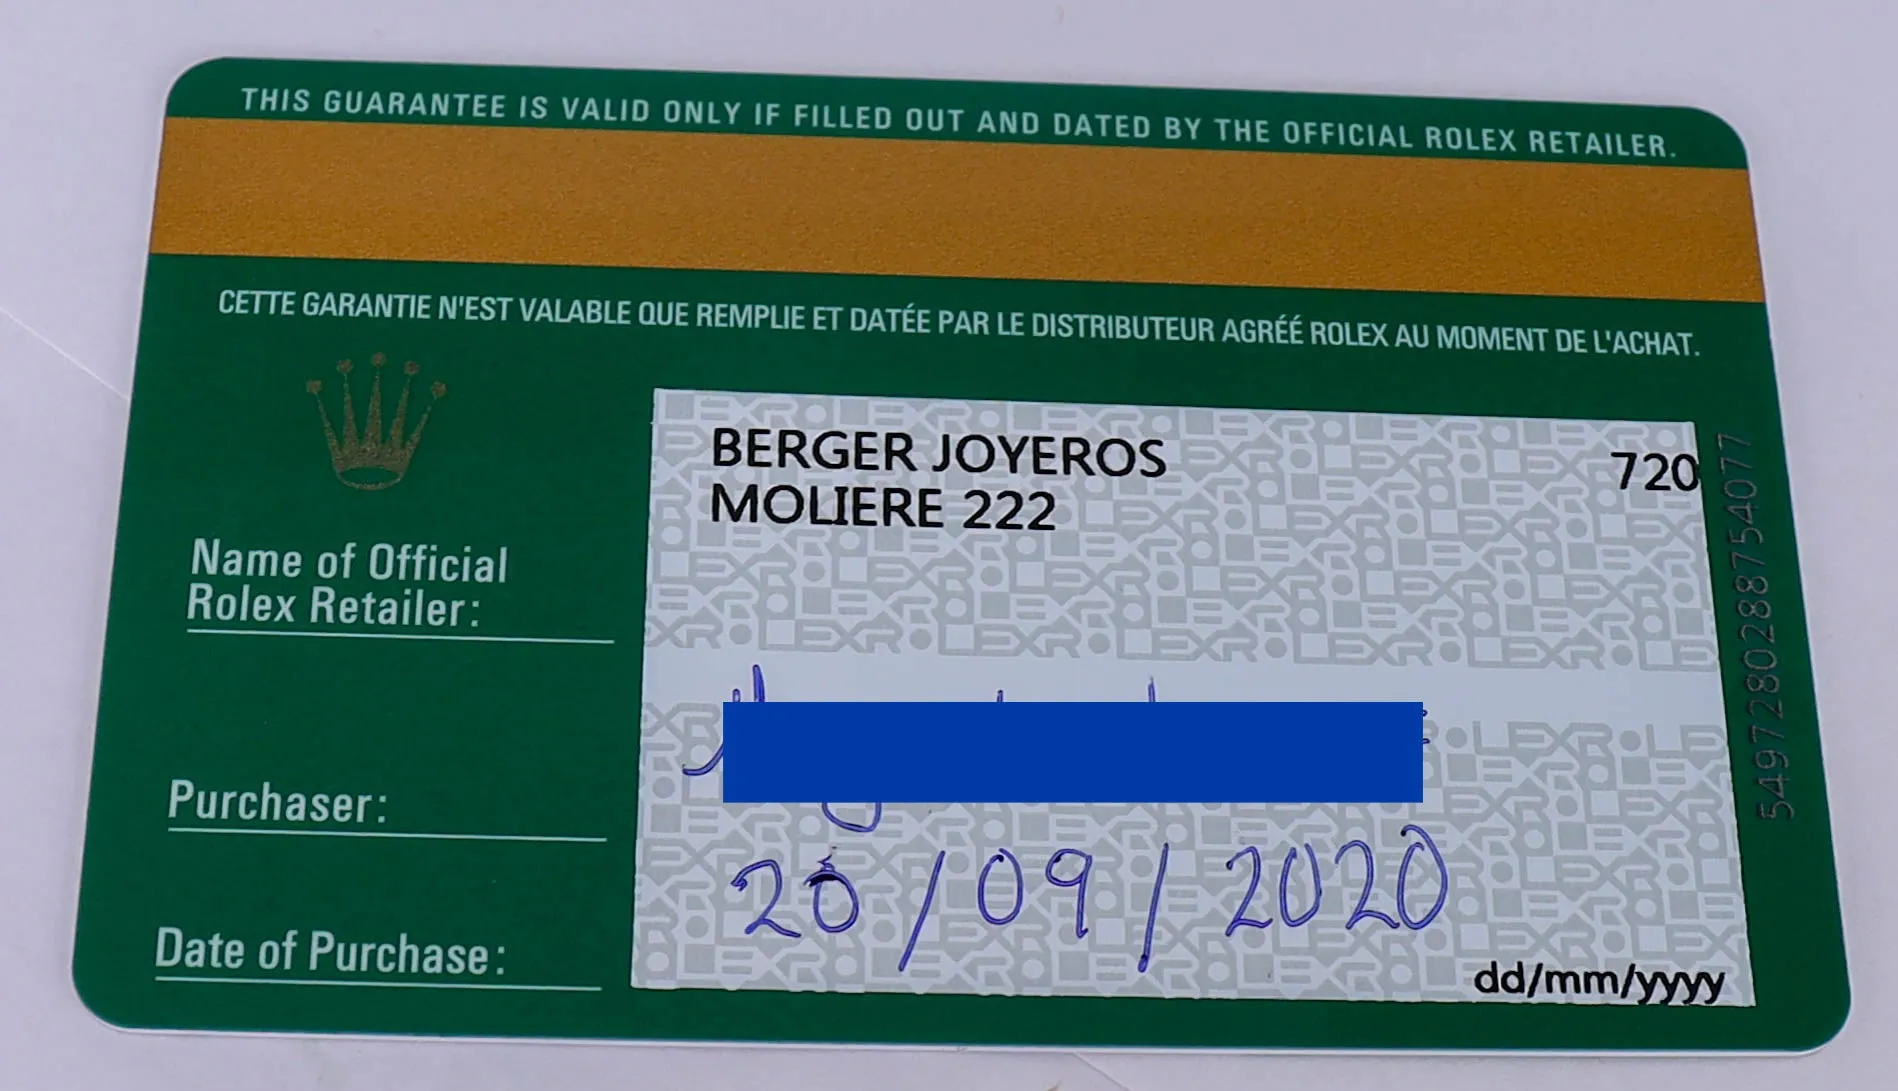 THIS GUARANTEE IS VALID ONLY IF FILLED OUT AND DATED BY THE OFFICIAL ROLEX RETAILER.
CETTE GARANTIE N'EST VALABLE QUE REMPLIE ET DATÉE PAR LE DISTRIBUTEUR AGRÉÉ ROLEX AU MOMENT DE L'ACHAT.
BERGER JOYEROS 720
MOLIERE 222
Name of Official
Rolex Retailer:
Purchaser:
Date of Purchase: /09/2020
dd/mm/yyyy
5497280288754077